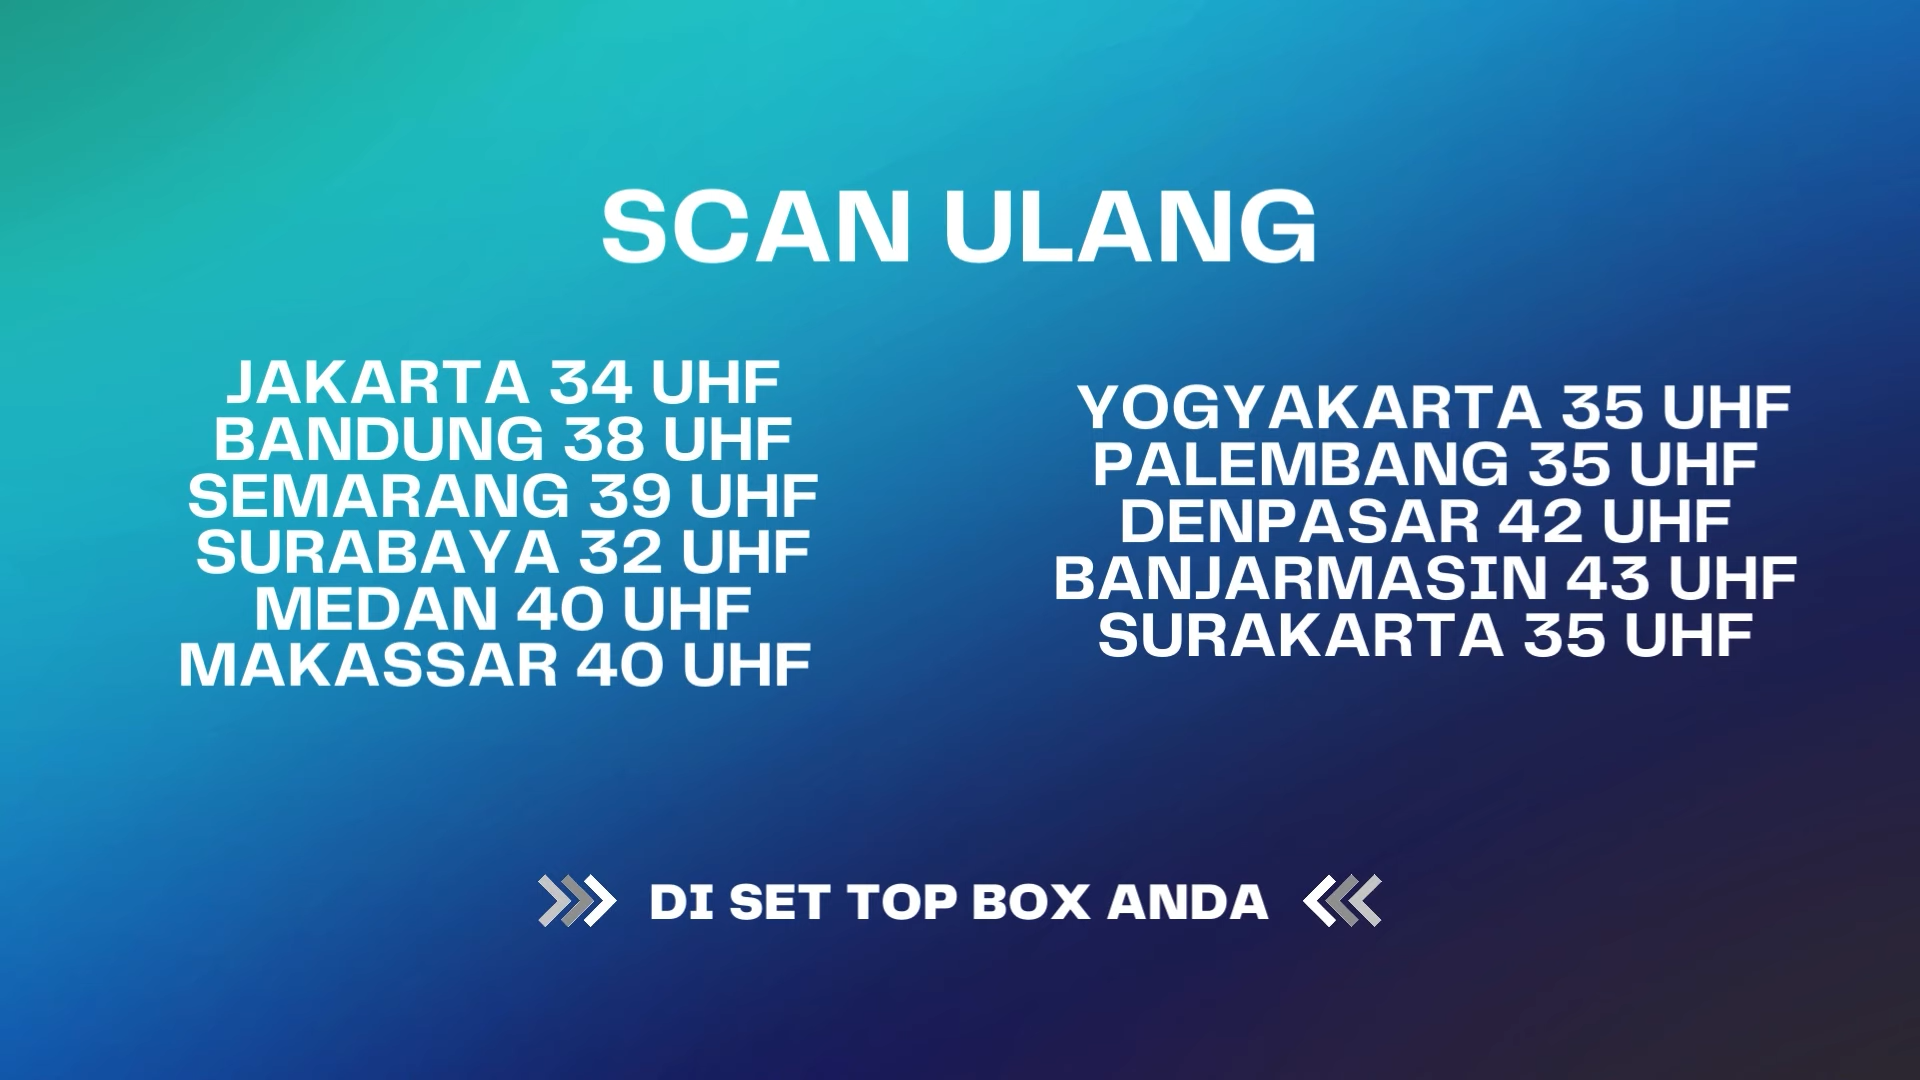 SCAN ULANG
JAKARTA 34 UHF
BANDUNG 38 UHF
SEMARANG 39 UHF
SURABAYA 32 UHF
MEDAN 40 UHF
MAKASSAR 40 UHF
YOGYAKARTA 35 UHF
PALEMBANG 35 UHF
DENPASAR 42 UHF
BANJARMASIN 43 UHF
SURAKARTA 35 UHF
DI SET TOP BOX ANDA